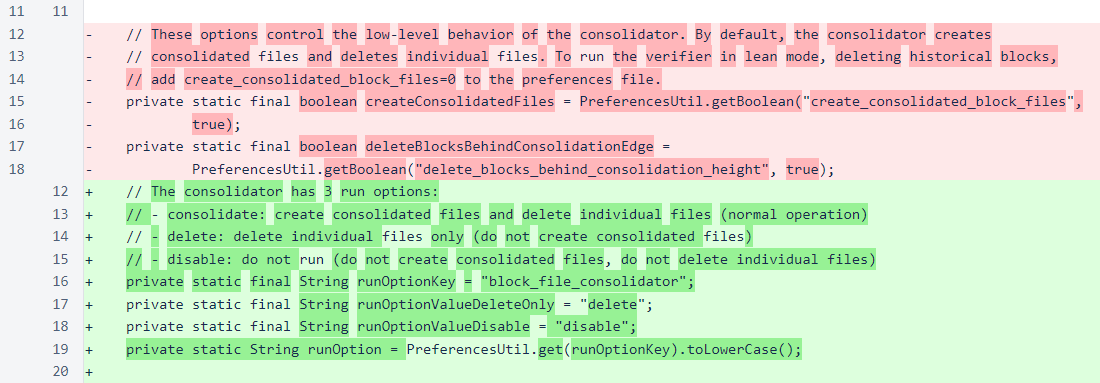 11 11
12 - // These options control the low-level behavior of the consolidator. By default, the consolidator creates
13 - // consolidated files and deletes individual files. To run the verifier in lean mode, deleting historical blocks,
14 - // add create_consolidated_block_files=0 to the preferences file.
15 - private static final boolean createConsolidatedFiles = PreferencesUtil.getBoolean("create_consolidated_block_files",
16 - true);
17 - private static final boolean deleteBlocksBehindConsolidationEdge =
18 - PreferencesUtil.getBoolean("delete_blocks_behind_consolidation_height", true);
12 + // The consolidator has 3 run options:
13 + // - consolidate: create consolidated files and delete individual files (normal operation)
14 + // - delete: delete individual files only (do not create consolidated files)
15 + // - disable: do not run (do not create consolidated files, do not delete individual files)
16 + private static final String runOptionKey = "block_file_consolidator";
17 + private static final String runOptionValueDeleteOnly = "delete";
18 + private static final String runOptionValueDisable = "disable";
19 + private static String runOption = PreferencesUtil.get(runOptionKey).toLowerCase();
20 +